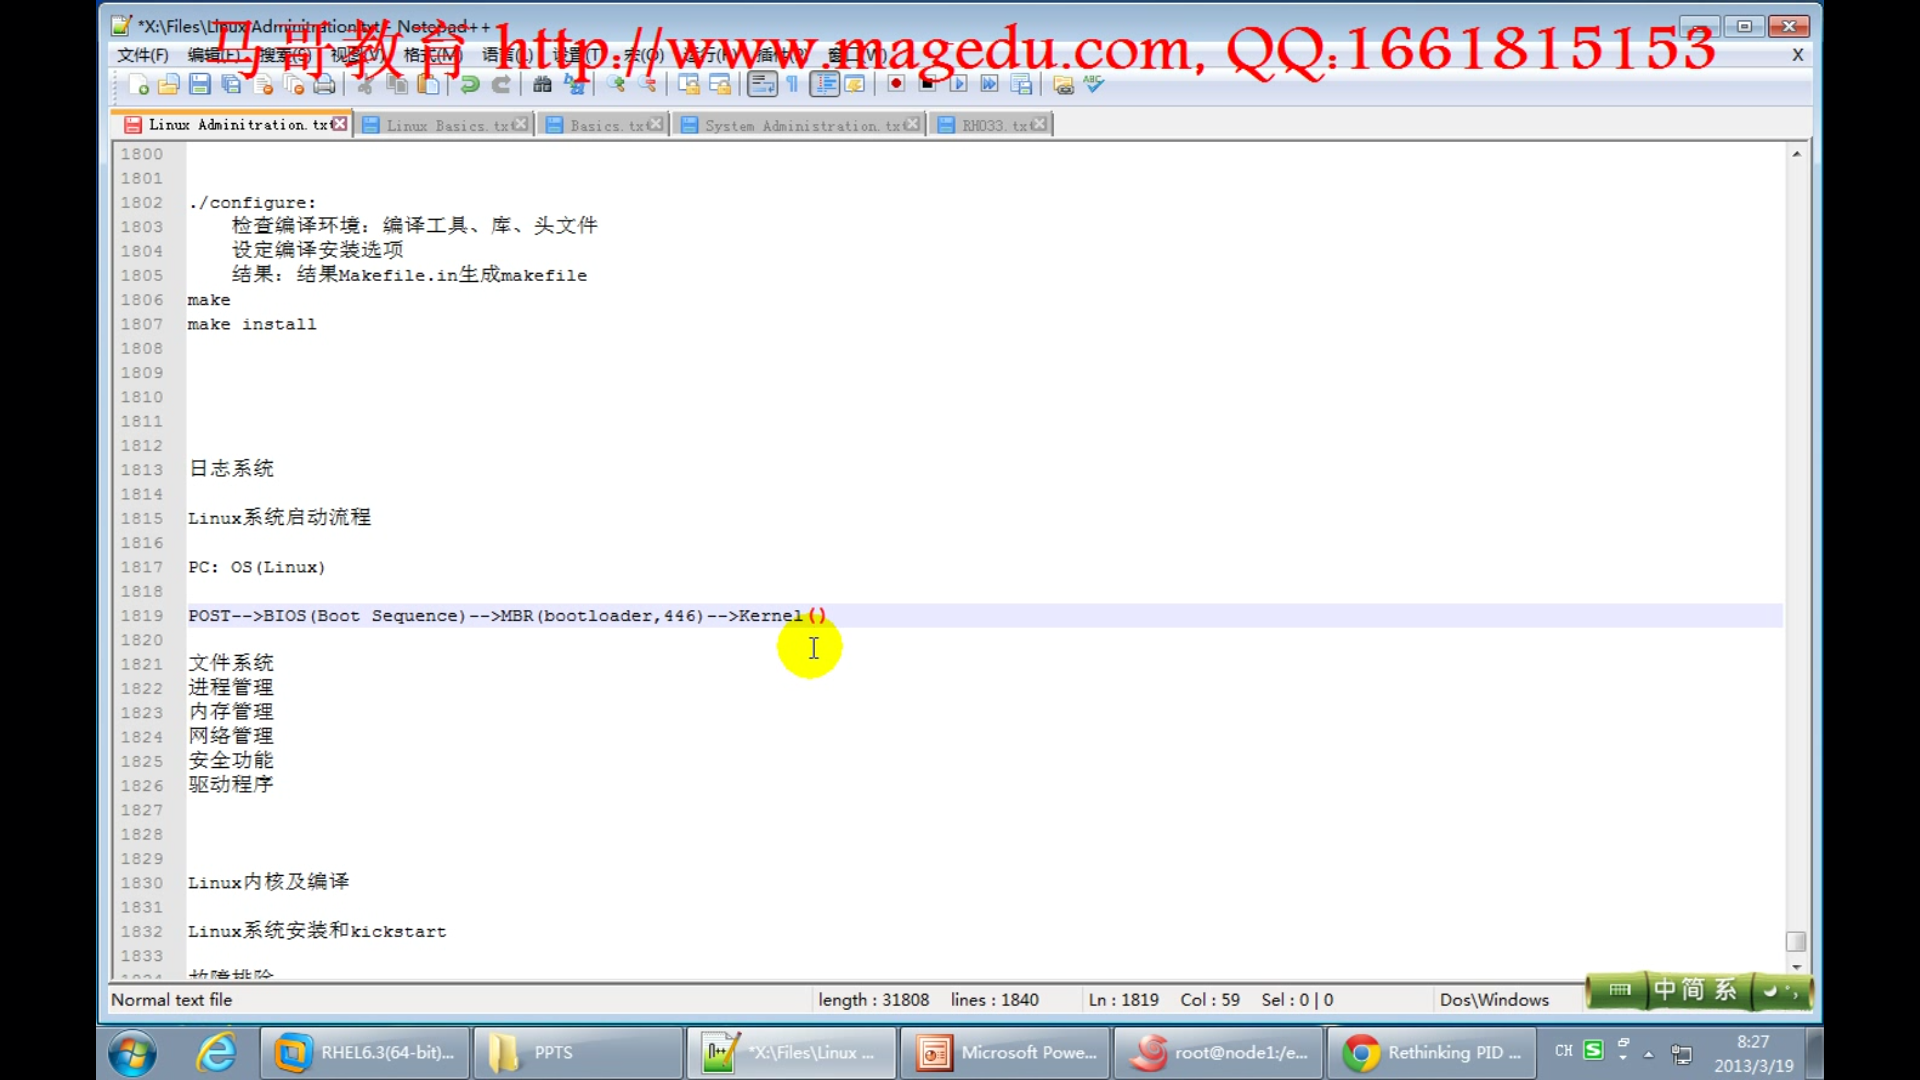 *X:\Files\Linux Adminitration.txt - Notepad++
马哥教育 http://www.magedu.com, QQ:1661815153
文件(F) 编辑(E) 搜索(S) 视图(V) 格式(M) 语言(L) 设置(T) 宏(O) 运行(R) 插件(P) 窗口(W) X
Linux Adminitration.txt Linux Basics.txt Basics.txt System Administration.txt RH033.txt
1800
1801
1802 ./configure:
1803 检查编译环境：编译工具、库、头文件
1804 设定编译安装选项
1805 结果：结果Makefile.in生成makefile
1806 make
1807 make install
1808
1809
1810
1811
1812
1813 日志系统
1814
1815 Linux系统启动流程
1816
1817 PC: OS(Linux)
1818
1819 POST-->BIOS(Boot Sequence)-->MBR(bootloader,446)-->Kernel()
1820
1821 文件系统
1822 进程管理
1823 内存管理
1824 网络管理
1825 安全功能
1826 驱动程序
1827
1828
1829
1830 Linux内核及编译
1831
1832 Linux系统安装和kickstart
1833
1834 故障排除
Normal text file length : 31808 lines : 1840 Ln : 1819 Col : 59 Sel : 0 | 0 Dos\Windows
中简系
RHEL6.3(64-bit)... PPTS *X:\Files\Linux ... Microsoft Powe... root@node1:/e... Rethinking PID ... CH S 8:27
2013/3/19